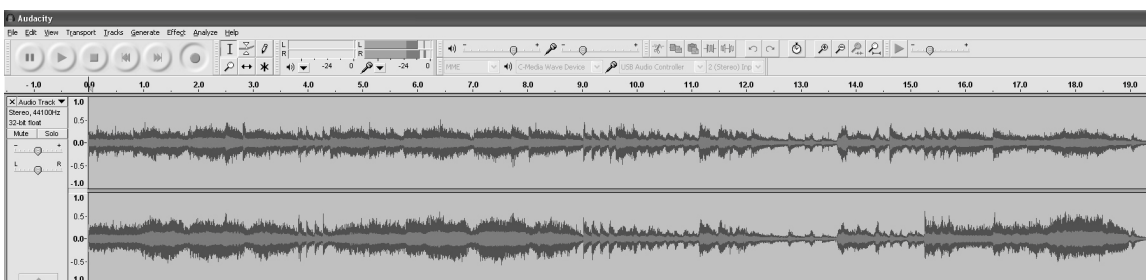 Audacity
File Edit View Transport Tracks Generate Effect Analyze Help
L R L R
-24 0 -24 0
- + - +
- +
MME C-Media Wave Device USB Audio Controller 2 (Stereo) Inp
- 1.0 0.0 1.0 2.0 3.0 4.0 5.0 6.0 7.0 8.0 9.0 10.0 11.0 12.0 13.0 14.0 15.0 16.0 17.0 18.0 19.0
X Audio Track
Stereo, 44100Hz
32-bit float
Mute Solo
- +
L R
1.0
0.5-
0.0-
-0.5-
-1.0
1.0
0.5-
0.0-
-0.5-
-1.0